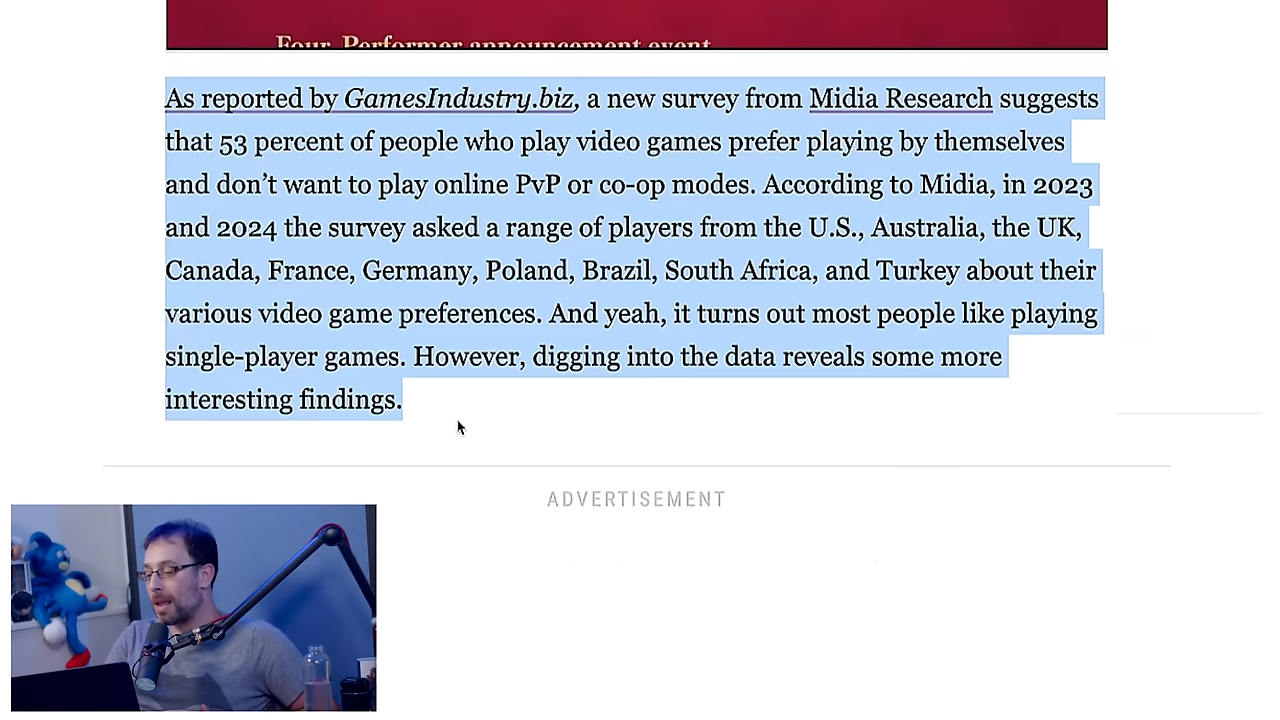 Four, Performer announcement event
As reported by GamesIndustry.biz, a new survey from Midia Research suggests
that 53 percent of people who play video games prefer playing by themselves
and don’t want to play online PvP or co-op modes. According to Midia, in 2023
and 2024 the survey asked a range of players from the U.S., Australia, the UK,
Canada, France, Germany, Poland, Brazil, South Africa, and Turkey about their
various video game preferences. And yeah, it turns out most people like playing
single-player games. However, digging into the data reveals some more
interesting findings.
ADVERTISEMENT